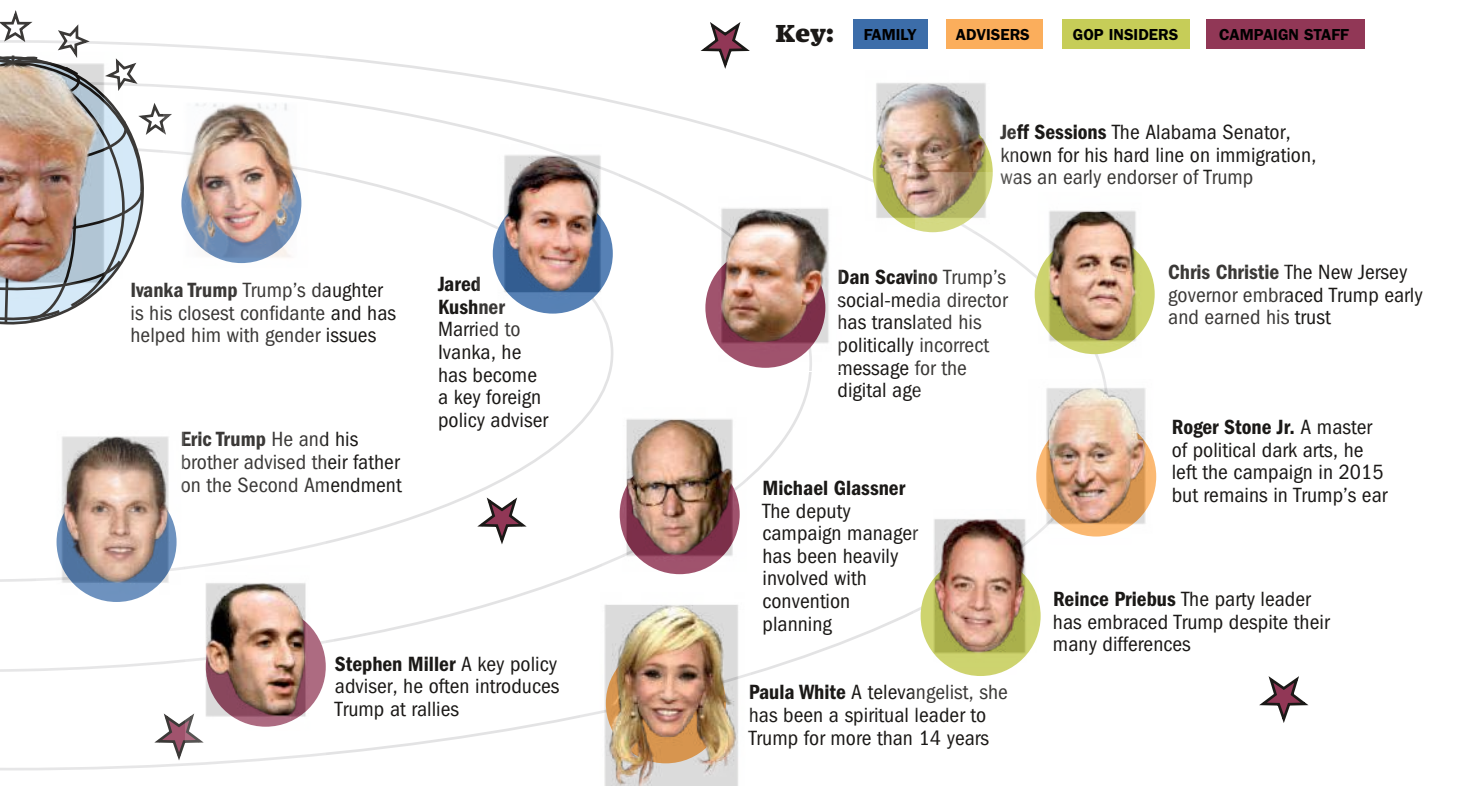 Key: FAMILY ADVISERS GOP INSIDERS CAMPAIGN STAFF
Jeff Sessions The Alabama Senator,
known for his hard line on immigration,
was an early endorser of Trump
Ivanka Trump Trump's daughter
is his closest confidante and has
helped him with gender issues
Jared
Kushner
Married to
Ivanka, he
has become
a key foreign
policy adviser
Dan Scavino Trump's
social-media director
has translated his
politically incorrect
message for the
digital age
Chris Christie The New Jersey
governor embraced Trump early
and earned his trust
Eric Trump He and his
brother advised their father
on the Second Amendment
Michael Glassner
The deputy
campaign manager
has been heavily
involved with
convention
planning
Roger Stone Jr. A master
of political dark arts, he
left the campaign in 2015
but remains in Trump's ear
Stephen Miller A key policy
adviser, he often introduces
Trump at rallies
Paula White A televangelist, she
has been a spiritual leader to
Trump for more than 14 years
Reince Priebus The party leader
has embraced Trump despite their
many differences